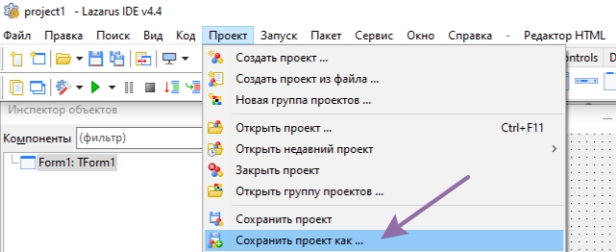 project1 - Lazarus IDE v4.4
Файл Правка Поиск Вид Код Проект Запуск Пакет Сервис Окно Справка - Редактор HTML
Создать проект ...
Создать проект из файла ...
Новая группа проектов ...
Открыть проект ... Ctrl+F11
Открыть недавний проект
Закрыть проект
Открыть группу проектов ...
Сохранить проект
Сохранить проект как ...
ontrols D
Инспектор объектов
Компоненты (фильтр)
Form1: TForm1